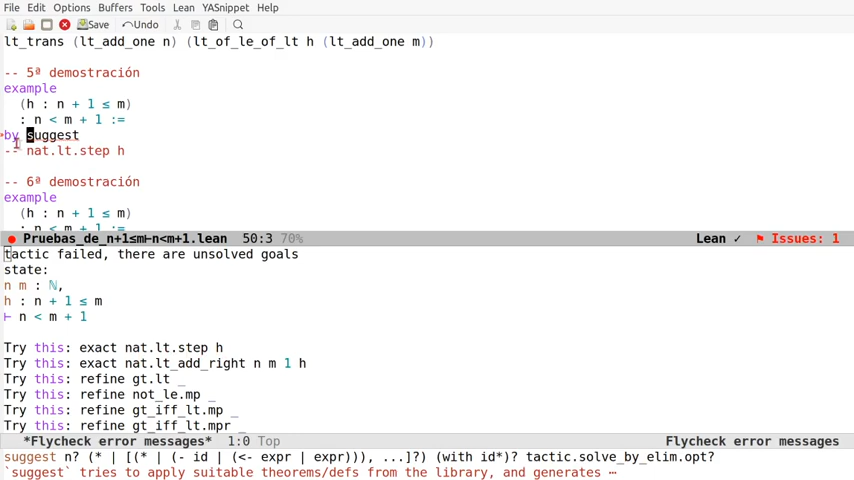 File Edit Options Buffers Tools Lean YASnippet Help
Save Undo
lt_trans (lt_add_one n) (lt_of_le_of_lt h (lt_add_one m))
-- 5ª demostración
example
(h : n + 1 ≤ m)
: n < m + 1 :=
by suggest
-- nat.lt.step h
-- 6ª demostración
example
(h : n + 1 ≤ m)
: n < m + 1 :=
Pruebas_de_n+1≤m⊢n<m+1.lean 50:3 70% Lean ✓ Issues: 1
tactic failed, there are unsolved goals
state:
n m : ℕ,
h : n + 1 ≤ m
⊢ n < m + 1
Try this: exact nat.lt.step h
Try this: exact nat.lt_add_right n m 1 h
Try this: refine gt.lt _
Try this: refine not_le.mp _
Try this: refine gt_iff_lt.mp _
Try this: refine gt_iff_lt.mpr _
*Flycheck error messages* 1:0 Top Flycheck error messages
suggest n? (* | [(* | (- id | (<- expr | expr))), ...]?) (with id*)? tactic.solve_by_elim.opt?
`suggest` tries to apply suitable theorems/defs from the library, and generates ⋯